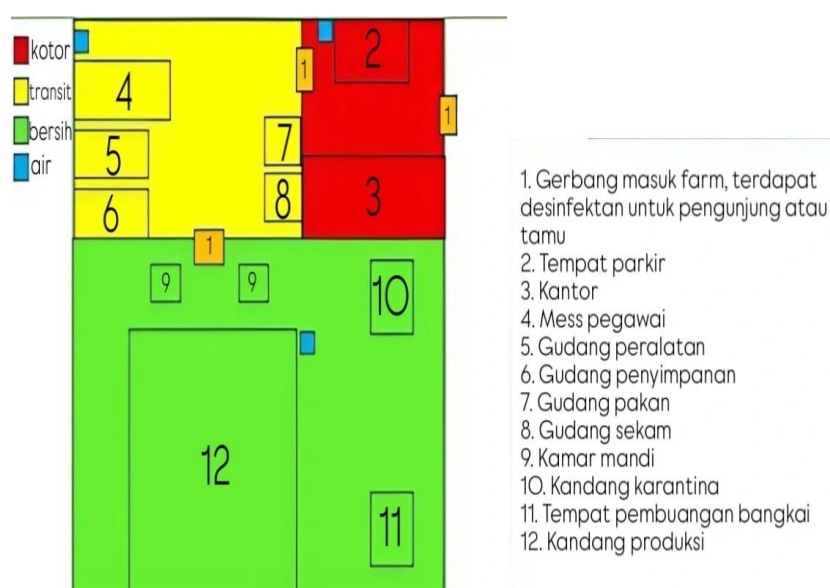 kotor
transit
bersih
air
2
1
1
4
7
5
8
3
6
1
9
9
10
12
11
1. Gerbang masuk farm, terdapat
desinfektan untuk pengunjung atau
tamu
2. Tempat parkir
3. Kantor
4. Mess pegawai
5. Gudang peralatan
6. Gudang penyimpanan
7. Gudang pakan
8. Gudang sekam
9. Kamar mandi
10. Kandang karantina
11. Tempat pembuangan bangkai
12. Kandang produksi